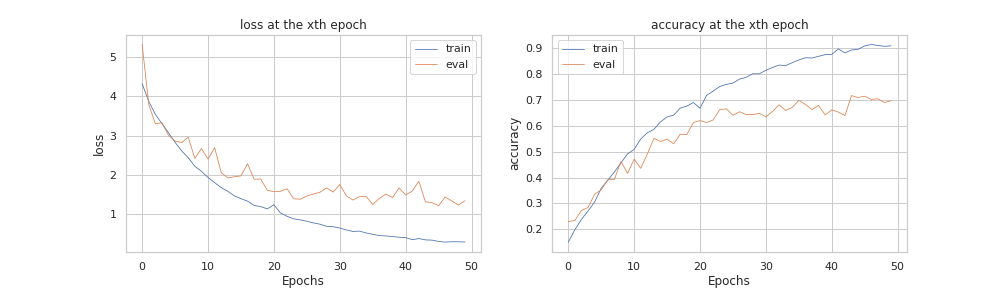 loss at the xth epoch
train
eval
5
4
3
2
1
loss
0
10
20
30
40
50
Epochs
accuracy at the xth epoch
train
eval
0.9
0.8
0.7
0.6
0.5
0.4
0.3
0.2
accuracy
0
10
20
30
40
50
Epochs